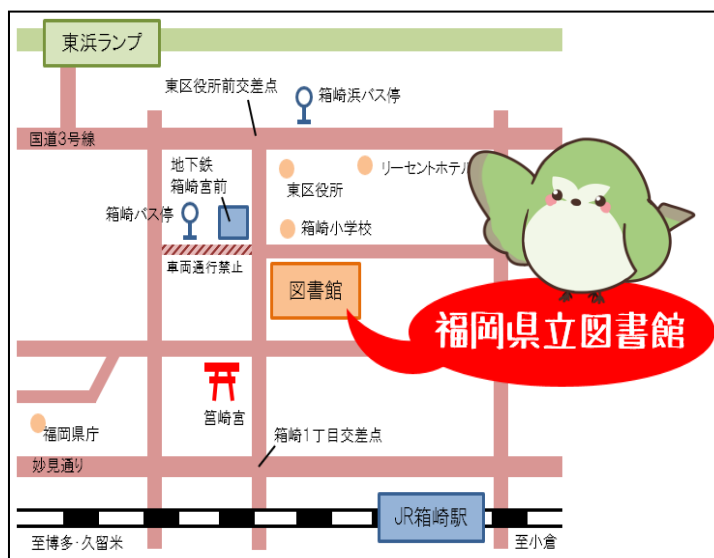 東浜ランプ
東区役所前交差点
箱崎浜バス停
国道3号線
地下鉄
箱崎宮前
リーセントホテル
東区役所
箱崎バス停
箱崎小学校
車両通行禁止
図書館
福岡県立図書館
筥崎宮
福岡県庁
箱崎1丁目交差点
妙見通り
JR箱崎駅
至博多・久留米
至小倉